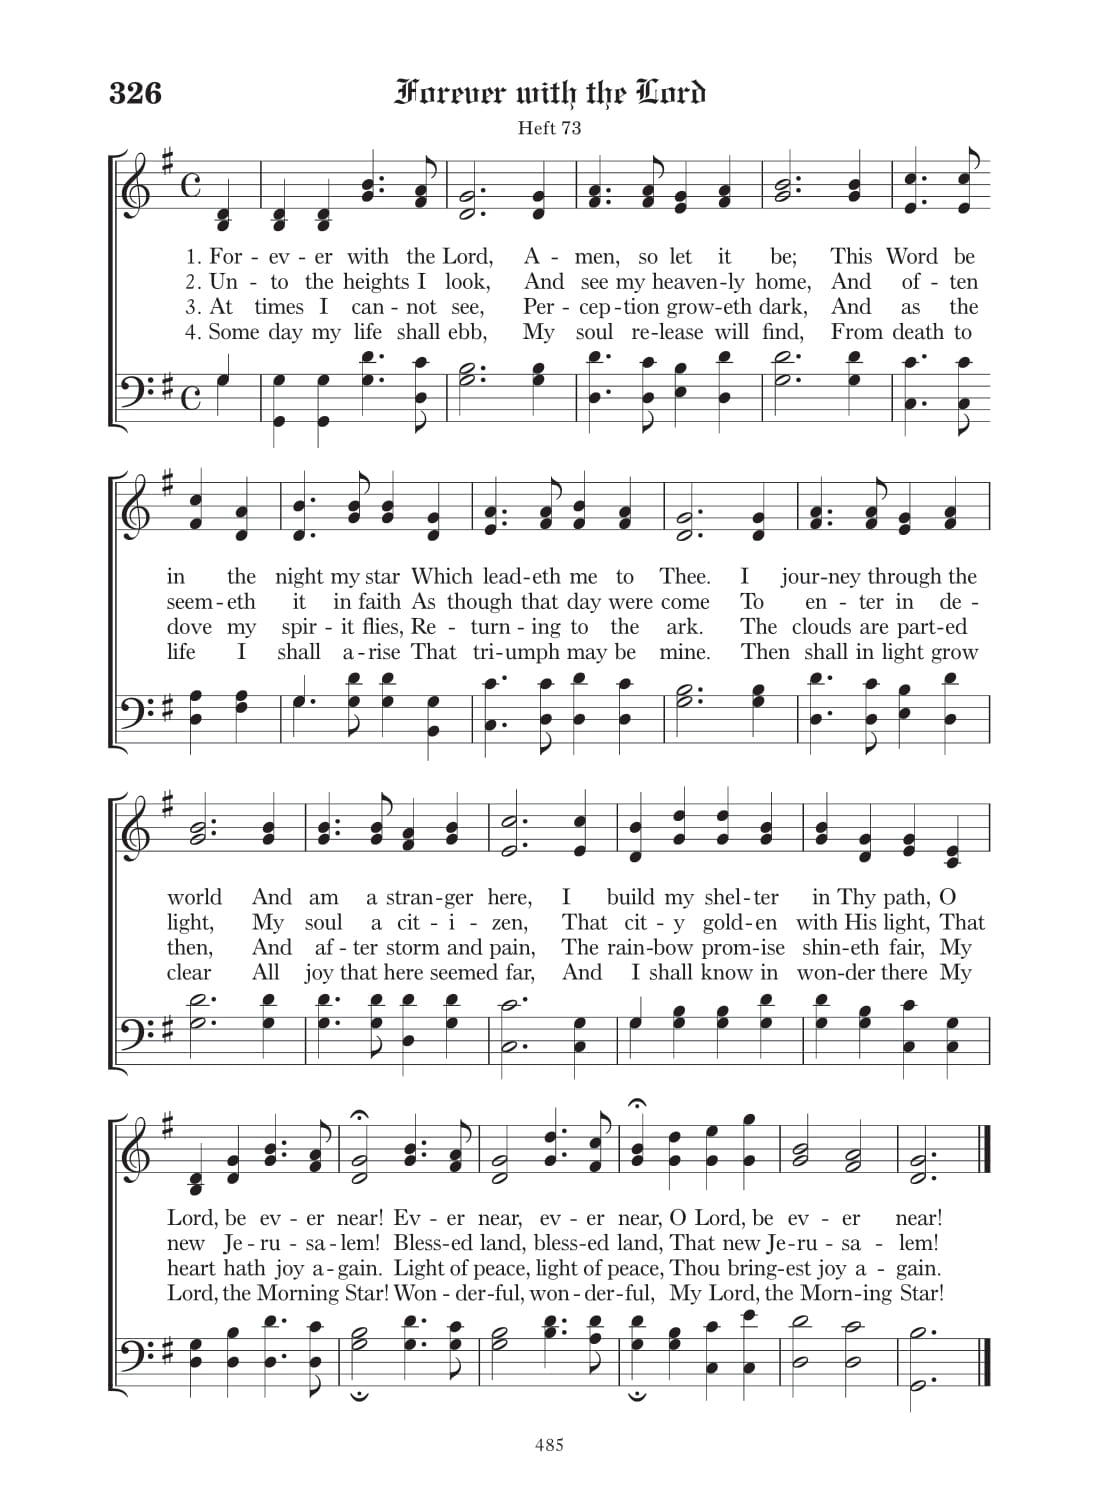 326
Forever with the Lord
Heft 73
1. For - ev - er with the Lord, A - men, so let it be; This Word be
2. Un - to the heights I look, And see my heaven-ly home, And of - ten
3. At times I can - not see, Per - cep - tion grow-eth dark, And as the
4. Some day my life shall ebb, My soul re-lease will find, From death to
in the night my star Which lead-eth me to Thee. I jour-ney through the
seem-eth it in faith As though that day were come To en - ter in de -
dove my spir - it flies, Re - turn - ing to the ark. The clouds are part-ed
life I shall a-rise That tri-umph may be mine. Then shall in light grow
world And am a stran-ger here, I build my shel-ter in Thy path, O
light, My soul a cit - i - zen, That cit - y gold-en with His light, That
then, And af - ter storm and pain, The rain-bow prom-ise shin-eth fair, My
clear All joy that here seemed far, And I shall know in won-der there My
Lord, be ev - er near! Ev - er near, ev - er near, O Lord, be ev - er near!
new Je - ru - sa - lem! Bless-ed land, bless-ed land, That new Je-ru - sa - lem!
heart hath joy a-gain. Light of peace, light of peace, Thou bring-est joy a - gain.
Lord, the Morning Star! Won - der-ful, won-der-ful, My Lord, the Morn-ing Star!
485